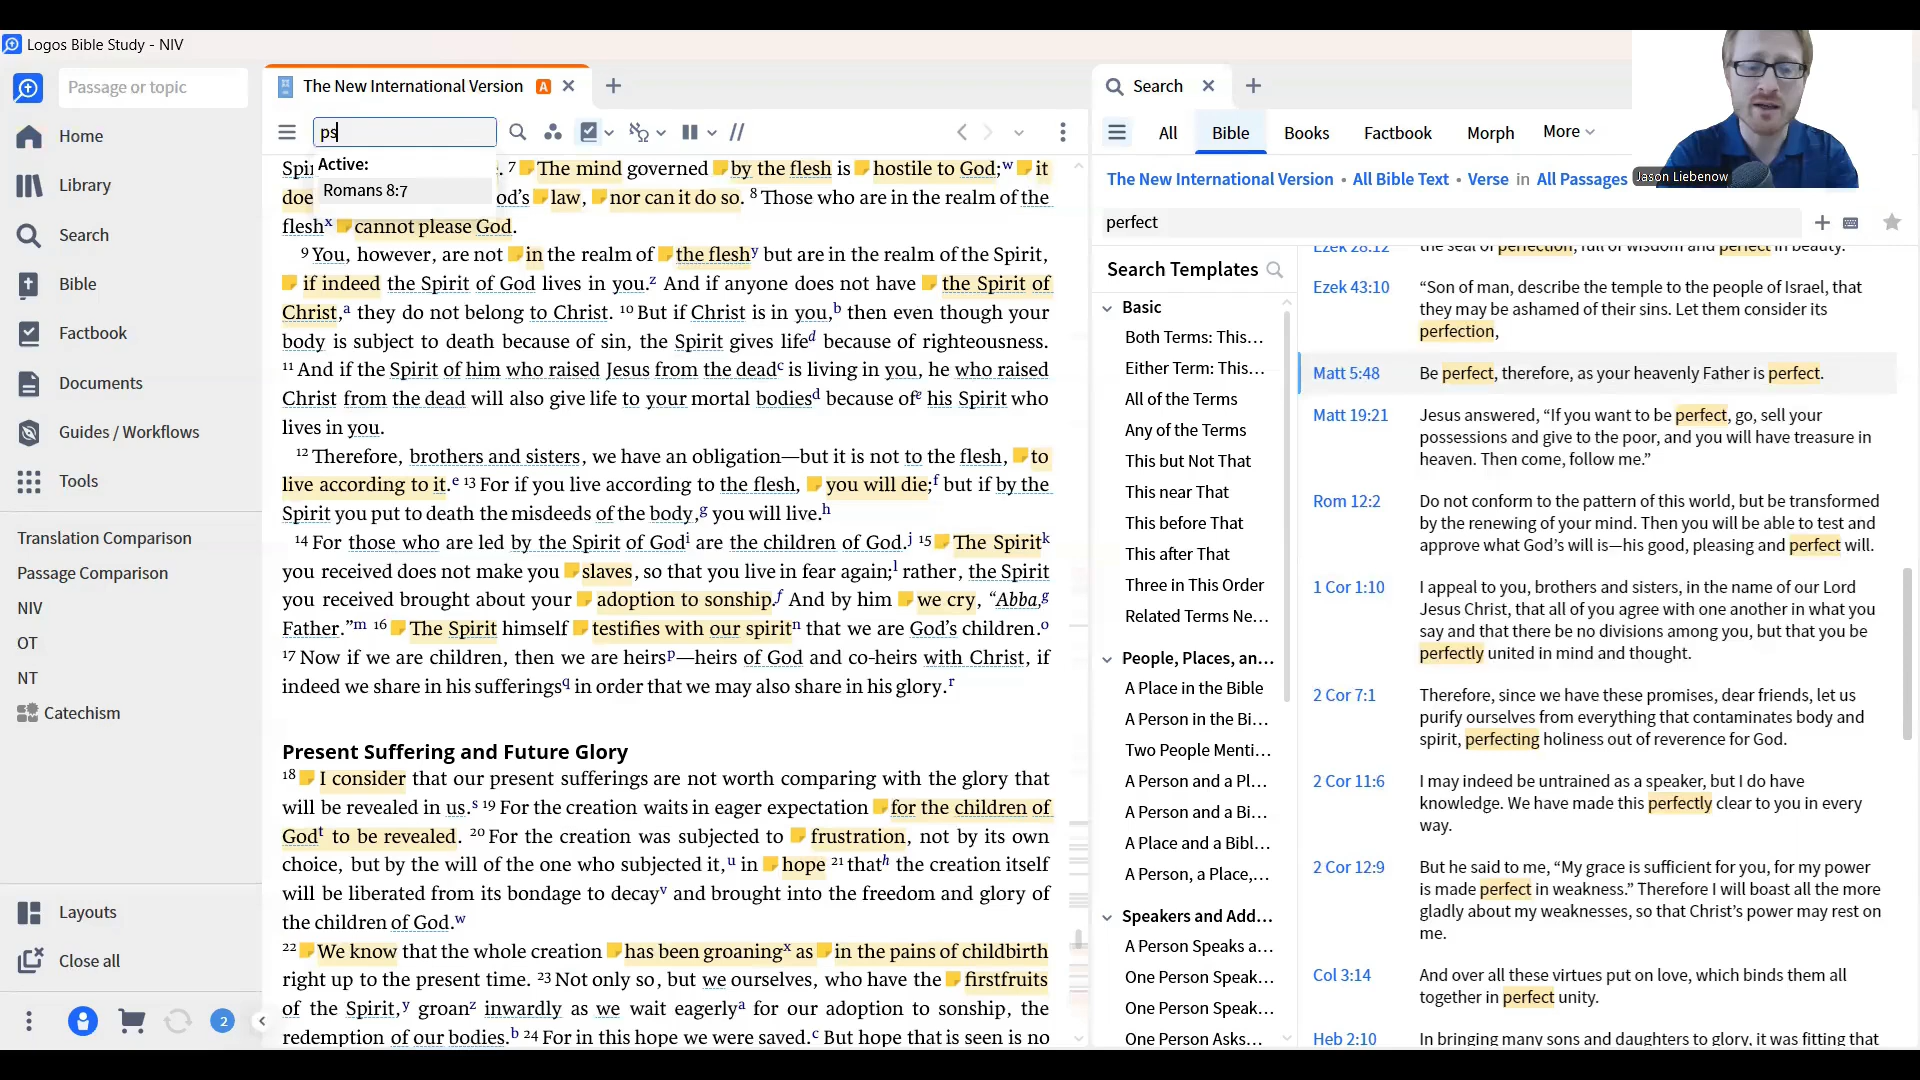 Logos Bible Study - NIV
Passage or topic
Home
Library
Search
Bible
Factbook
Documents
Guides / Workflows
Tools
Translation Comparison
Passage Comparison
NIV
OT
NT
Catechism
Layouts
Close all
2
The New International Version A
ps
Active:
Romans 8:7
Spi . 7 The mind governed by the flesh is hostile to God;w it
doe od’s law, nor can it do so. 8 Those who are in the realm of the
fleshx cannot please God.
9 You, however, are not in the realm of the fleshy but are in the realm of the Spirit,
if indeed the Spirit of God lives in you.z And if anyone does not have the Spirit of
Christ,a they do not belong to Christ. 10 But if Christ is in you,b then even though your
body is subject to death because of sin, the Spirit gives lifed because of righteousness.
11 And if the Spirit of him who raised Jesus from the deadc is living in you, he who raised
Christ from the dead will also give life to your mortal bodiesd because ofe his Spirit who
lives in you.
12 Therefore, brothers and sisters, we have an obligation—but it is not to the flesh, to
live according to it.e 13 For if you live according to the flesh, you will die;f but if by the
Spirit you put to death the misdeeds of the body,g you will live.h
14 For those who are led by the Spirit of Godi are the children of God.j 15 The Spiritk
you received does not make you slaves, so that you live in fear again;l rather, the Spirit
you received brought about your adoption to sonship.f And by him we cry, “Abba,g
Father.”m 16 The Spirit himself testifies with our spiritn that we are God’s children.o
17 Now if we are children, then we are heirsp—heirs of God and co-heirs with Christ, if
indeed we share in his sufferingsq in order that we may also share in his glory.r
Present Suffering and Future Glory
18 I consider that our present sufferings are not worth comparing with the glory that
will be revealed in us.s 19 For the creation waits in eager expectation for the children of
Godt to be revealed. 20 For the creation was subjected to frustration, not by its own
choice, but by the will of the one who subjected it,u in hope 21 thath the creation itself
will be liberated from its bondage to decayv and brought into the freedom and glory of
the children of God.w
22 We know that the whole creation has been groaningx as in the pains of childbirth
right up to the present time. 23 Not only so, but we ourselves, who have the firstfruits
of the Spirit,y groanz inwardly as we wait eagerlya for our adoption to sonship, the
redemption of our bodies.b 24 For in this hope we were saved.c But hope that is seen is no
Search
All Bible Books Factbook Morph More
The New International Version • All Bible Text • Verse in All Passages
perfect
Search Templates
Basic
Both Terms: This...
Either Term: This...
All of the Terms
Any of the Terms
This but Not That
This near That
This before That
This after That
Three in This Order
Related Terms Ne...
People, Places, an...
A Place in the Bible
A Person in the Bi...
Two People Menti...
A Person and a Pl...
A Person and a Bi...
A Place and a Bibl...
A Person, a Place,...
Speakers and Add...
A Person Speaks a...
One Person Speak...
One Person Speak...
One Person Asks...
Ezek 28:12 the seal of perfection, full of wisdom and perfect in beauty.
Ezek 43:10 “Son of man, describe the temple to the people of Israel, that
they may be ashamed of their sins. Let them consider its
perfection,
Matt 5:48 Be perfect, therefore, as your heavenly Father is perfect.
Matt 19:21 Jesus answered, “If you want to be perfect, go, sell your
possessions and give to the poor, and you will have treasure in
heaven. Then come, follow me.”
Rom 12:2 Do not conform to the pattern of this world, but be transformed
by the renewing of your mind. Then you will be able to test and
approve what God’s will is—his good, pleasing and perfect will.
1 Cor 1:10 I appeal to you, brothers and sisters, in the name of our Lord
Jesus Christ, that all of you agree with one another in what you
say and that there be no divisions among you, but that you be
perfectly united in mind and thought.
2 Cor 7:1 Therefore, since we have these promises, dear friends, let us
purify ourselves from everything that contaminates body and
spirit, perfecting holiness out of reverence for God.
2 Cor 11:6 I may indeed be untrained as a speaker, but I do have
knowledge. We have made this perfectly clear to you in every
way.
2 Cor 12:9 But he said to me, “My grace is sufficient for you, for my power
is made perfect in weakness.” Therefore I will boast all the more
gladly about my weaknesses, so that Christ’s power may rest on
me.
Col 3:14 And over all these virtues put on love, which binds them all
together in perfect unity.
Heb 2:10 In bringing many sons and daughters to glory, it was fitting that
Jason Liebenow